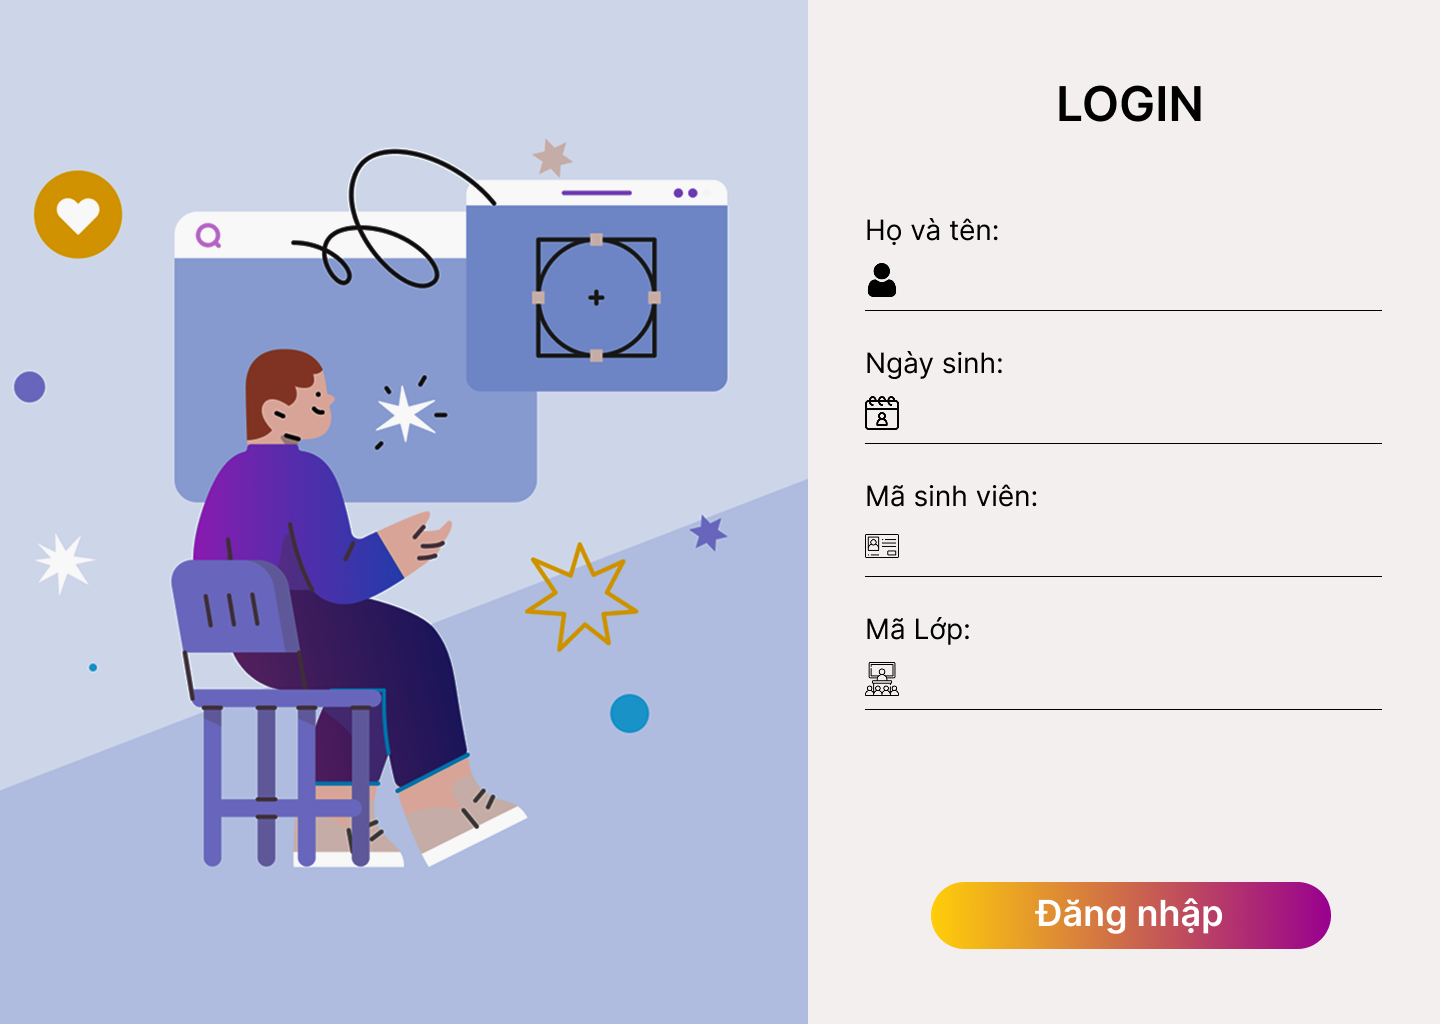 LOGIN
Họ và tên:
Ngày sinh:
Mã sinh viên:
Mã Lớp:
Đăng nhập